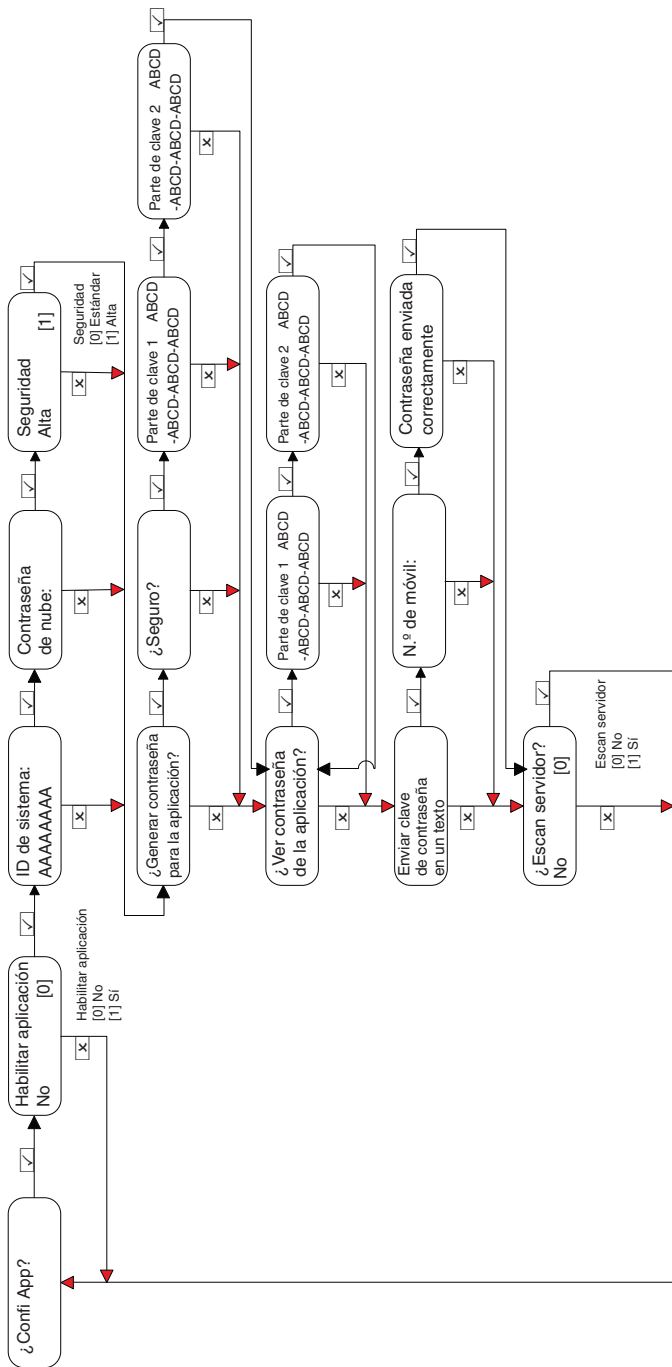 ¿Confi App?
Habilitar aplicación
No [0]
Habilitar aplicación
[0] No
[1] Sí
ID de sistema:
AAAAAAAA
Contraseña
de nube:
Seguridad
Alta [1]
Seguridad
[0] Estándar
[1] Alta
¿Generar contraseña
para la aplicación?
¿Seguro?
Parte de clave 1 ABCD
-ABCD-ABCD-ABCD
Parte de clave 2 ABCD
-ABCD-ABCD-ABCD
¿Ver contraseña
de la aplicación?
Parte de clave 1 ABCD
-ABCD-ABCD-ABCD
Parte de clave 2 ABCD
-ABCD-ABCD-ABCD
Enviar clave
de contraseña
en un texto
N.º de móvil:
Contraseña enviada
correctamente
¿Escan servidor?
No [0]
Escan servidor
[0] No
[1] Sí